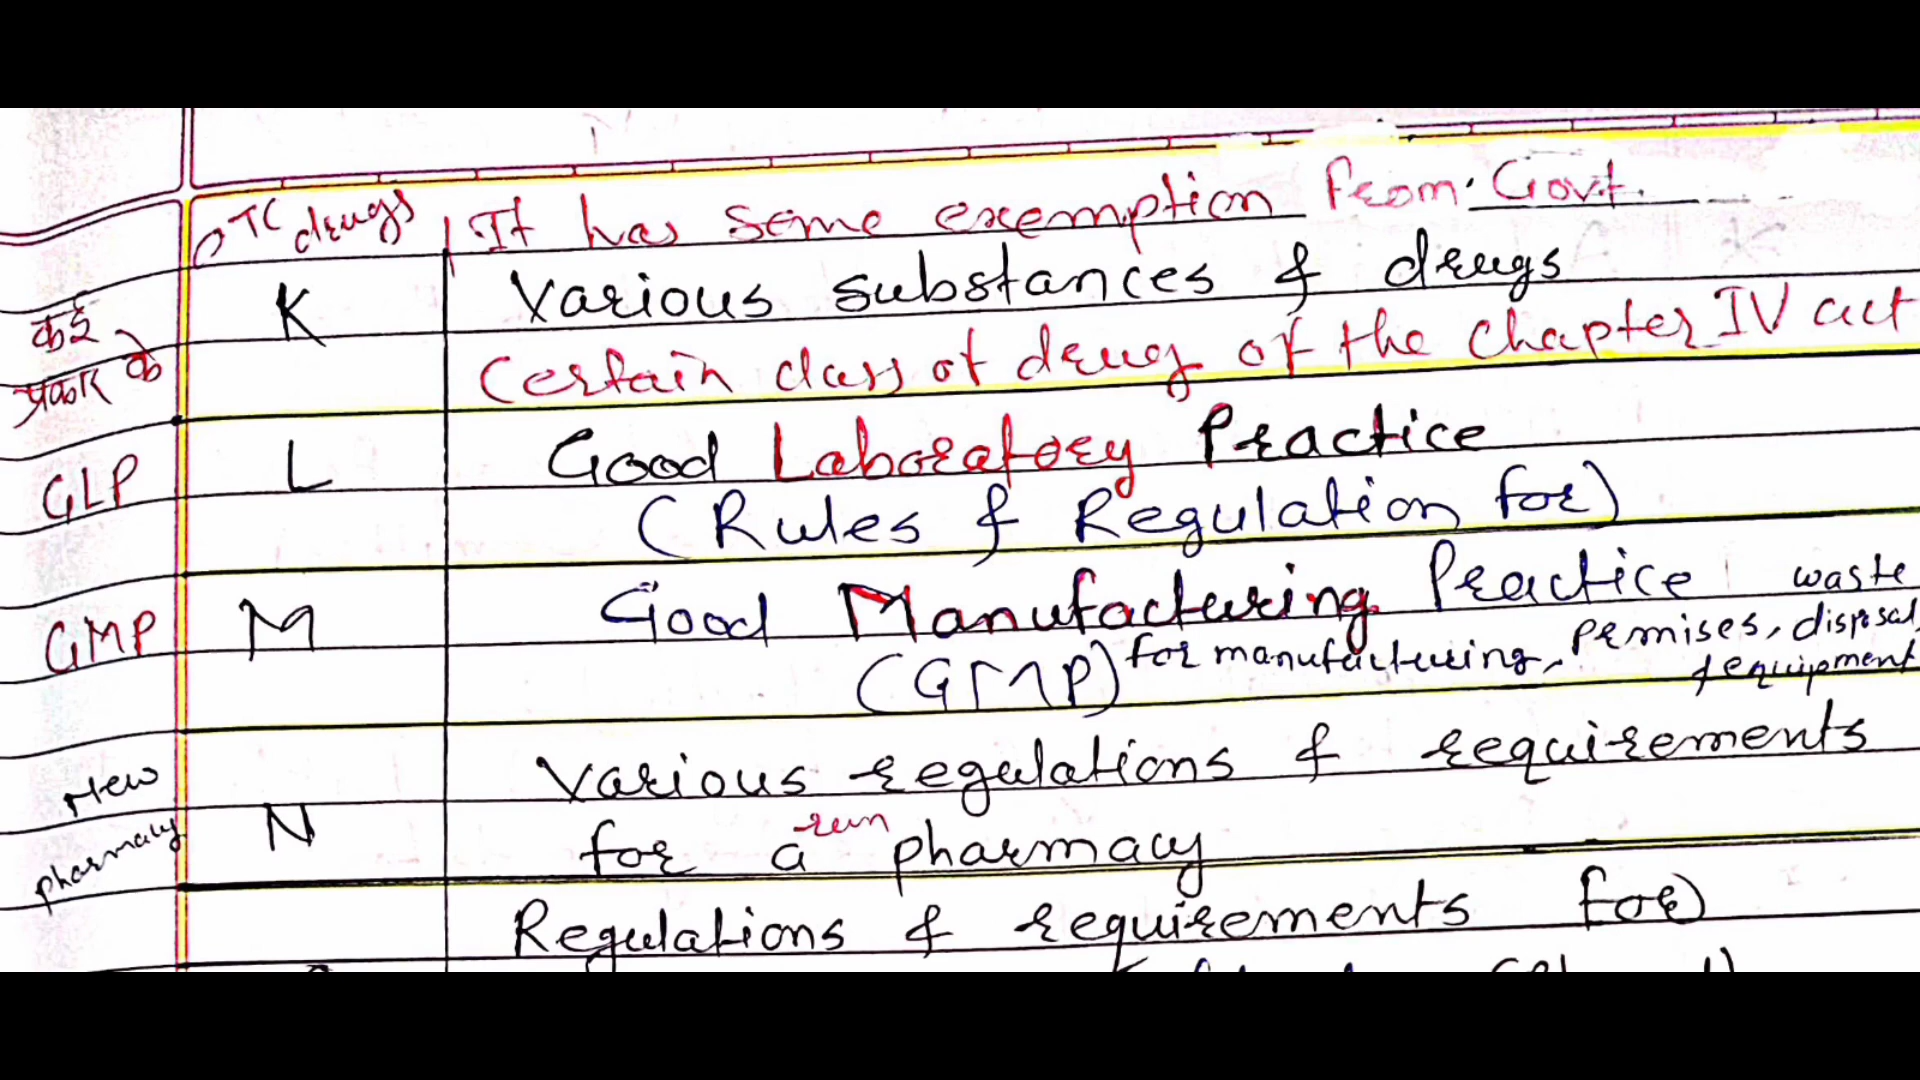 OTC drugs It has some exemption from Govt.
कई K Various substances & drugs
प्रकार के Certain class of drug of the chapter IV act
GLP L Good Laboratory Practice
(Rules & Regulation for)
GMP M Good Manufacturing Practice waste
(GMP) for manufacturing, Pemises, disposal,
& equipment
New Various regulations & requirements
pharmacy N for a run pharmacy
Regulations & requirements for